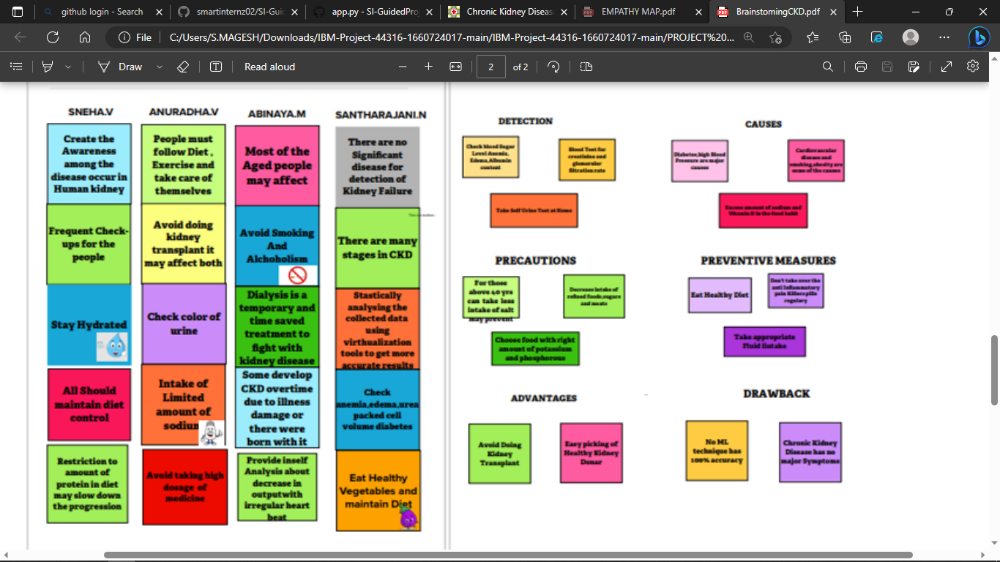 github login - Search
smartinternz02/SI-Guid
app.py - SI-GuidedProj
Chronic Kidney Diseas
EMPATHY MAP.pdf
BrainstomingCKD.pdf
File
C:/Users/S.MAGESH/Downloads/IBM-Project-44316-1660724017-main/IBM-Project-44316-1660724017-main/PROJECT%20...
Draw
Read aloud
2
of 2
SNEHA.V
Create the
Awareness
among the
disease occur in
Human kidney
Frequent Check-
ups for the
people
Stay Hydrated
All Should
maintain diet
control
Restriction to
amount of
protein in diet
may slow down
the progression
ANURADHA.V
People must
follow Diet ,
Exercise and
take care of
themselves
Avoid doing
kidney
transplant it
may affect both
Check color of
urine
Intake of
Limited
amount of
sodium
Avoid taking high
dosage of
medicine
ABINAYA.M
Most of the
Aged people
may affect
Avoid Smoking
And
Alchoholism
Dialysis is a
temporary and
time saved
treatment to
fight with
kidney disease
Some develop
CKD overtime
due to illness
damage or
there were
born with it
Provide inself
Analysis about
decrease in
outputwith
irregular heart
beat
SANTHARAJANI.N
There are no
Significant
disease for
detection of
Kidney Failure
There are many
stages in CKD
Stastically
analysing the
collected data
using
virthualization
tools to get more
accurate results
Check
anemia,edema,urea
packed cell
volume diabetes
Eat Healthy
Vegetables and
maintain Diet
DETECTION
Check blood Sugar
Level Anemia,
Edema,Albumin
content
Blood Test for
creatinine and
glomerular
filtration rate
Take Self Urine Test at Home
CAUSES
Diabetes,high Blood
Pressure are major
causes
Cardiovascular
disease and
smoking,obesity are
some of the causes
Excess amount of sodium and
Vitamin D in the food habit
PRECAUTIONS
For those
above 40 yrs
can take less
intake of salt
may prevent
Decrease Intake of
refined foods,sugars
and meats
Choose food with right
amount of potassium
and phosphorous
PREVENTIVE MEASURES
Eat Healthy Diet
Don't take over the
anti Inflammatory
pain Killers pills
regulary
Take appropriate
Fluid Iintake
ADVANTAGES
Avoid Doing
Kidney
Transplant
Easy picking of
Healthy Kidney
Donar
DRAWBACK
No ML
technique has
100% accuracy
Chronic Kidney
Disease has no
major Symptoms